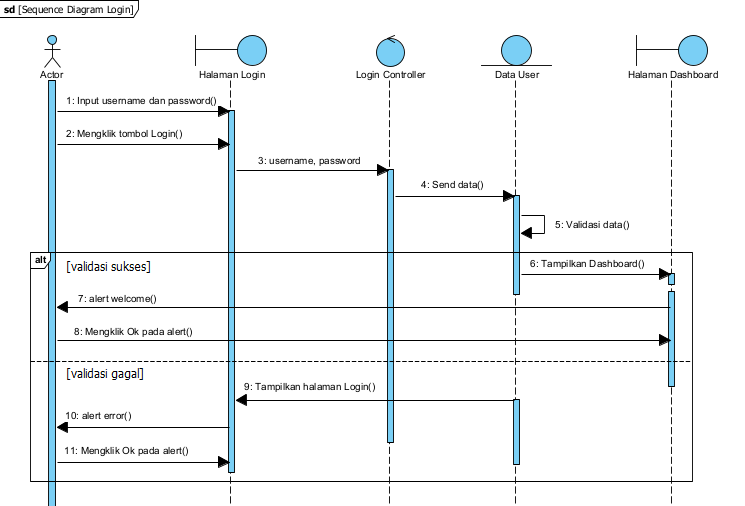 sd [Sequence Diagram Login]
Actor
Halaman Login
Login Controller
Data User
Halaman Dashboard
1: Input username dan password()
2: Mengklik tombol Login()
3: username, password
4: Send data()
5: Validasi data()
alt
[validasi sukses]
6: Tampilkan Dashboard()
7: alert welcome()
8: Mengklik Ok pada alert()
[validasi gagal]
9: Tampilkan halaman Login()
10: alert error()
11: Mengklik Ok pada alert()